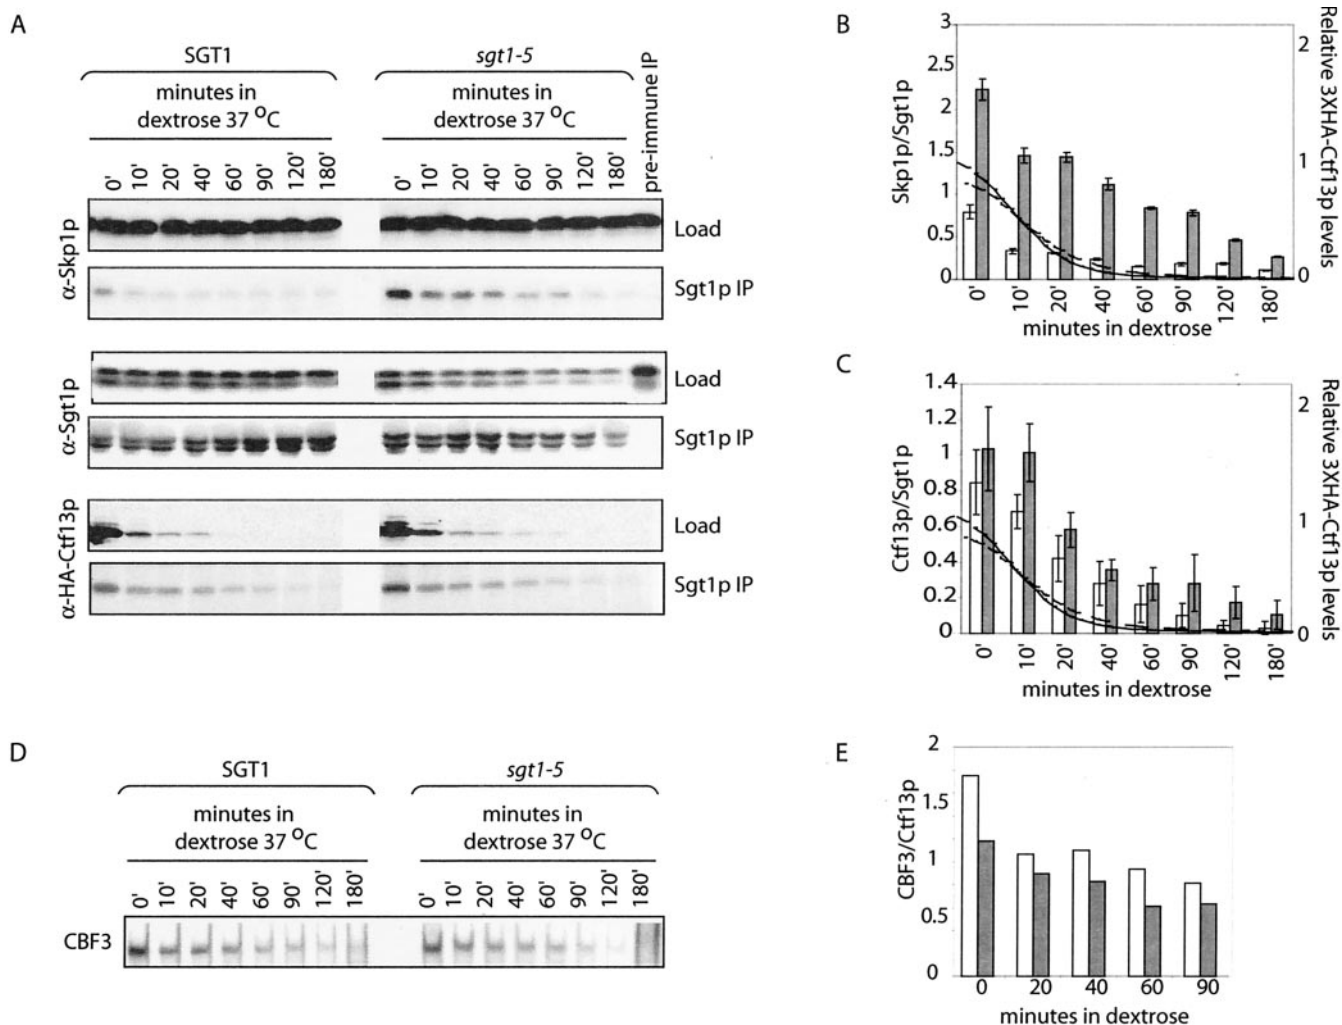 A
SGT1
sgt1-5
minutes in
dextrose 37 °C
minutes in
dextrose 37 °C
pre-immune IP
0' 10' 20' 40' 60' 90' 120' 180'
0' 10' 20' 40' 60' 90' 120' 180'
α-Skp1p
Load
Sgt1p IP
α-Sgt1p
Load
Sgt1p IP
α-HA-Ctf13p
Load
Sgt1p IP
B
3
2.5
2
1.5
1
0.5
0
Skp1p/Sgt1p
2
1
0
Relative 3XHA-Ctf13p levels
0' 10' 20' 40' 60' 90' 120' 180'
minutes in dextrose
C
1.4
1.2
1
0.8
0.6
0.4
0.2
0
Ctf13p/Sgt1p
2
1
0
Relative 3XHA-Ctf13p levels
0' 10' 20' 40' 60' 90' 120' 180'
minutes in dextrose
D
SGT1
sgt1-5
minutes in
dextrose 37 °C
minutes in
dextrose 37 °C
0' 10' 20' 40' 60' 90' 120' 180'
0' 10' 20' 40' 60' 90' 120' 180'
CBF3
E
2
1.5
1
0.5
0
CBF3/Ctf13p
0 20 40 60 90
minutes in dextrose